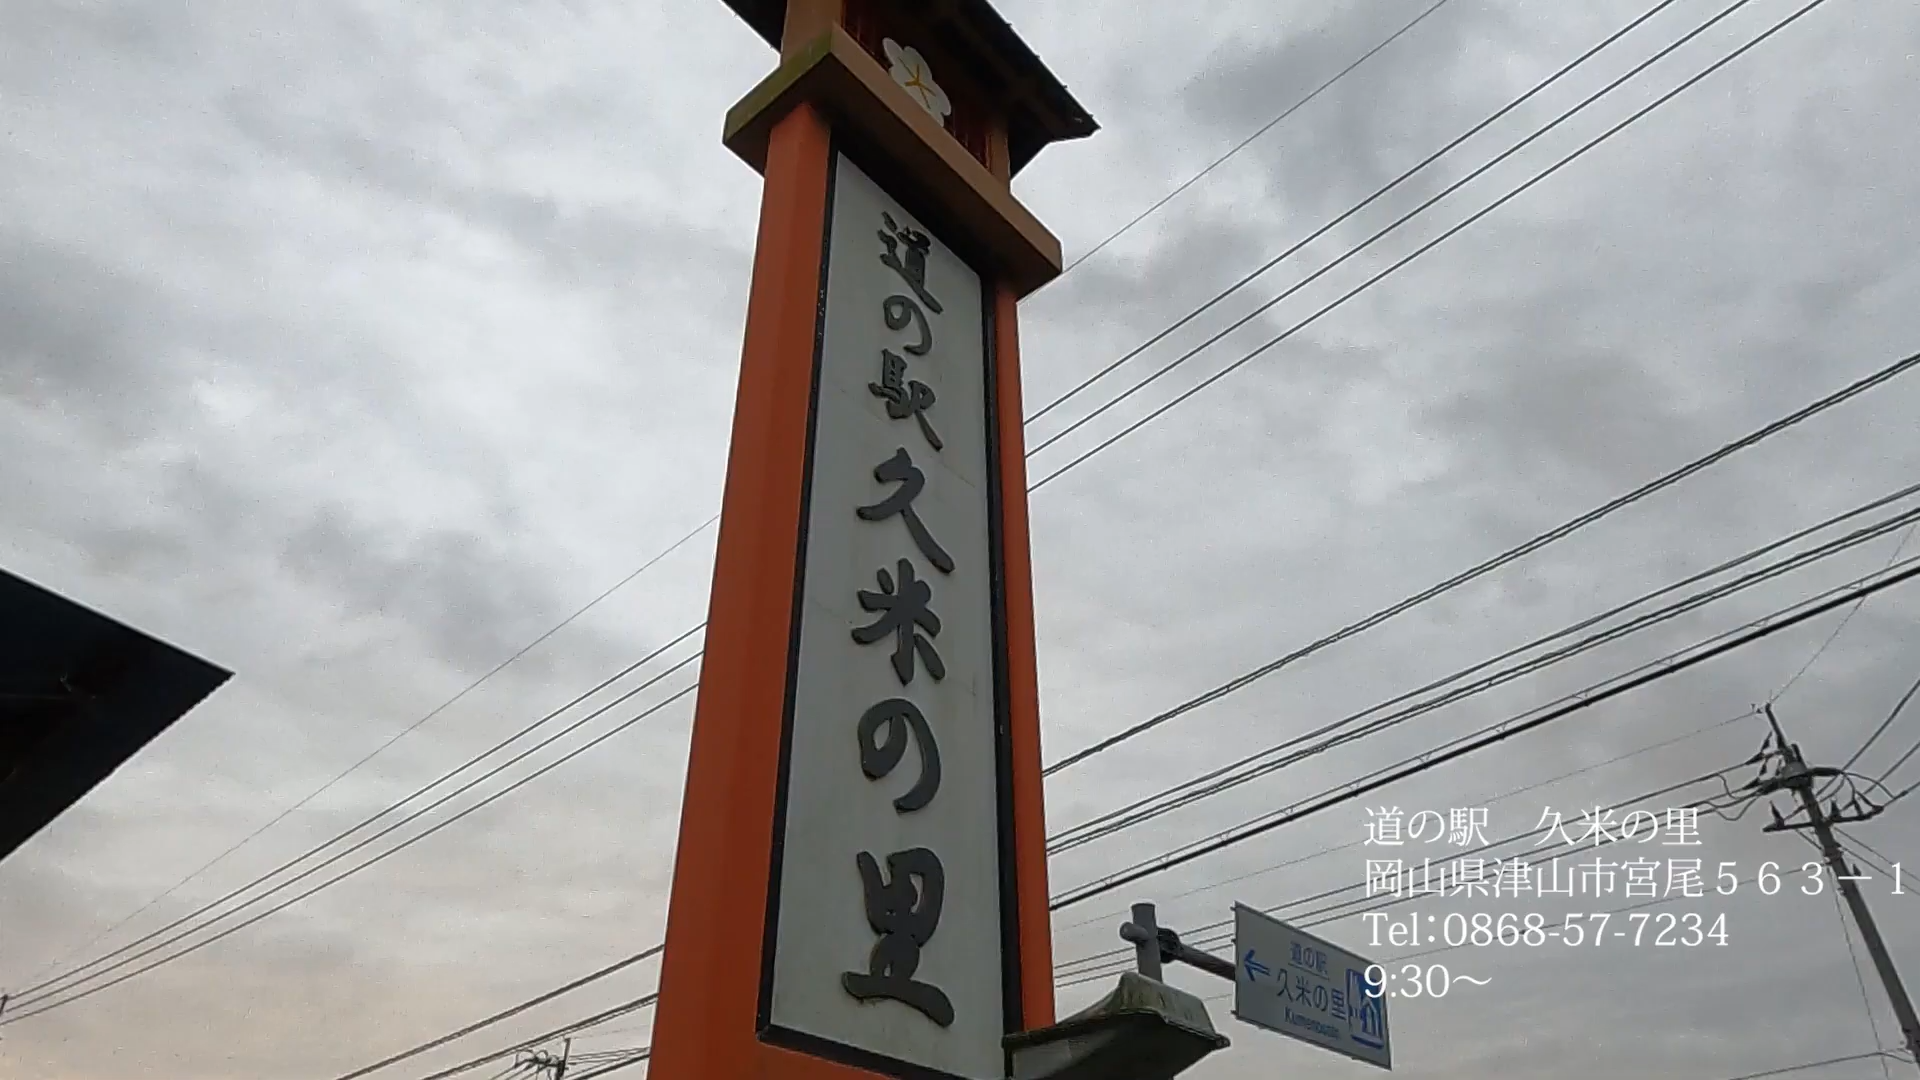 道の駅久米の里
道の駅　久米の里
岡山県津山市宮尾５６３－１
Tel：0868-57-7234
9:30～
道の駅
久米の里
Kumenosato